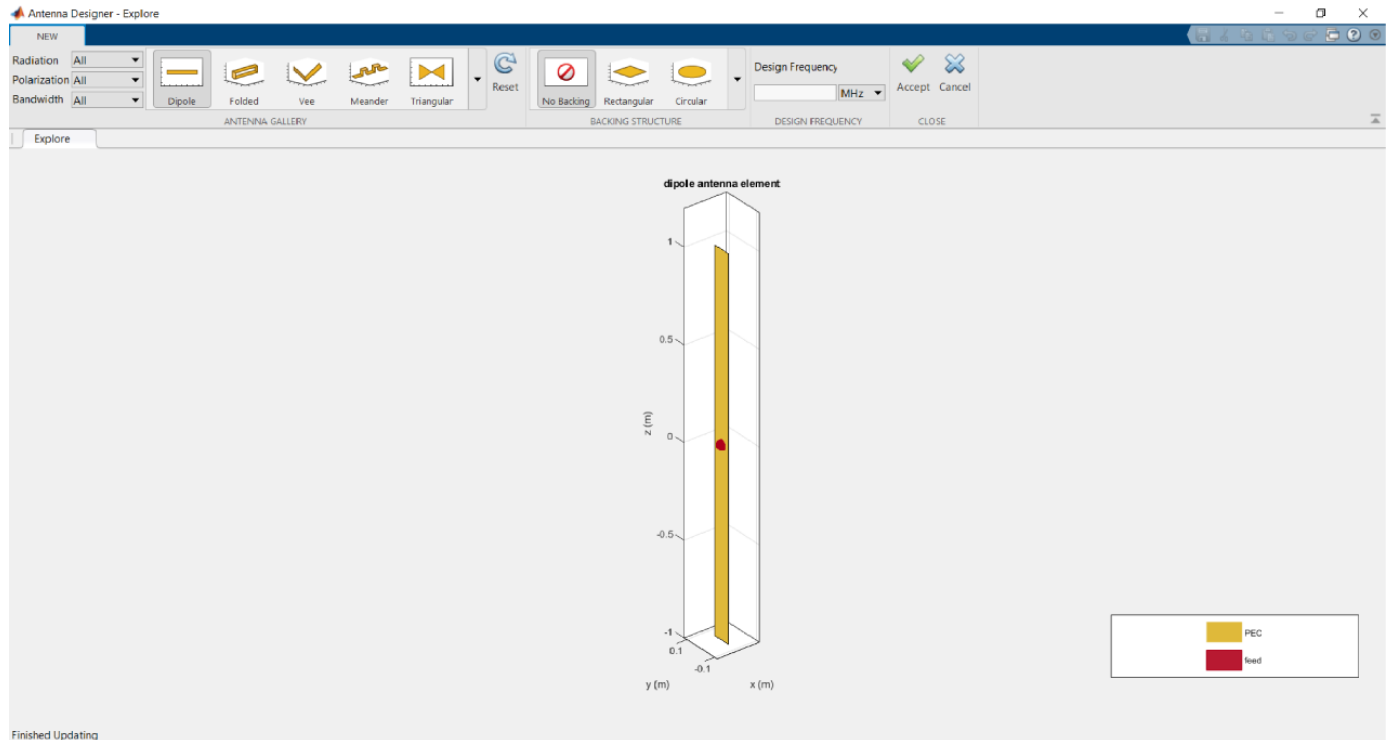 Antenna Designer - Explore
NEW
Radiation All
Polarization All
Bandwidth All
Dipole Folded Vee Meander Triangular
Reset
ANTENNA GALLERY
No Backing Rectangular Circular
BACKING STRUCTURE
Design Frequency
MHz
DESIGN FREQUENCY
Accept Cancel
CLOSE
Explore
dipole antenna element
1
0.5
z (m)
0
-0.5
-1
0.1
-0.1
y (m) x (m)
PEC
feed
Finished Updating